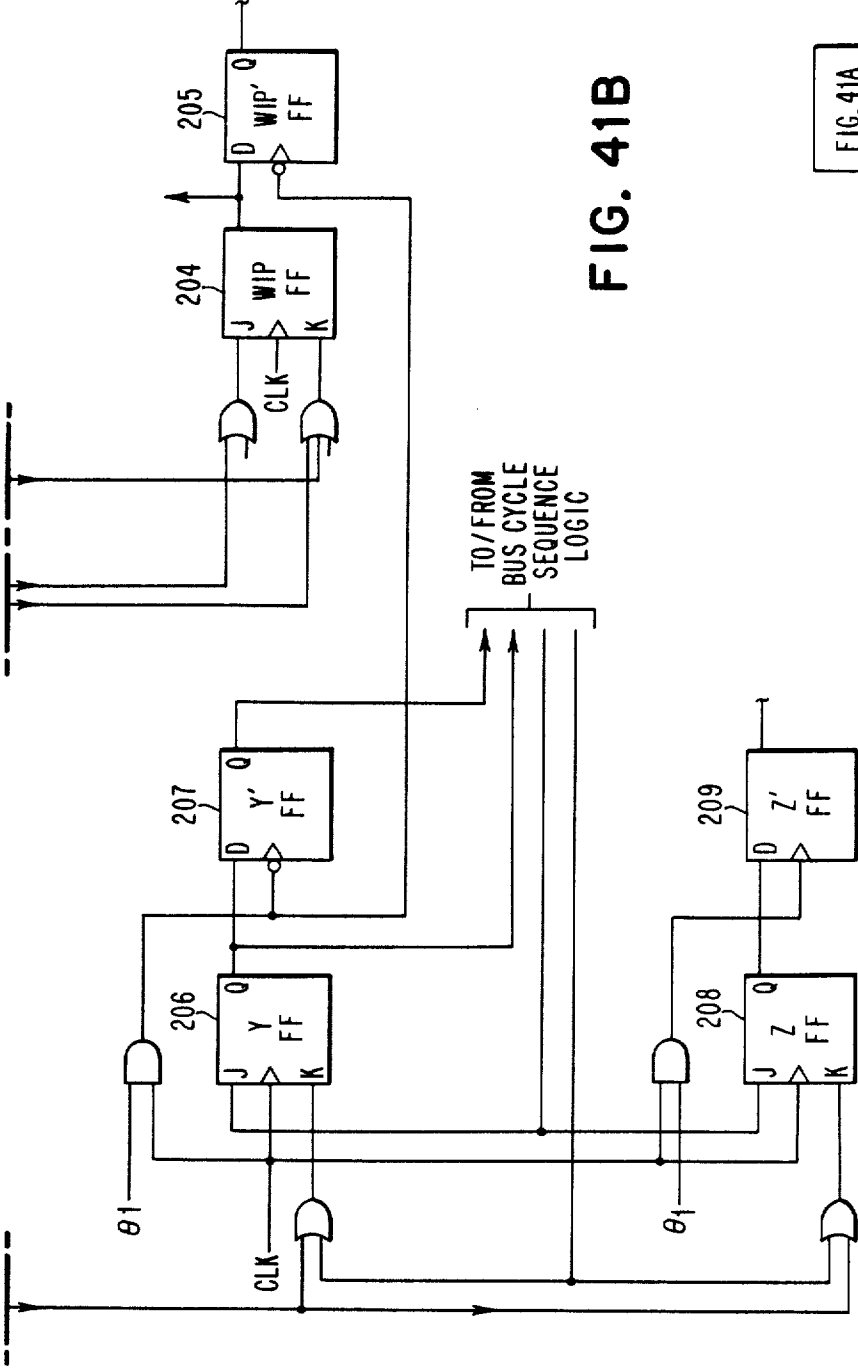 205
D
Q
WIP'
FF
204
J
K
WIP
FF
CLK
FIG. 41B
FIG. 41A
TO/FROM
BUS CYCLE
SEQUENCE
LOGIC
207
D
Q
Y'
FF
206
J
Q
K
Y
FF
θ1
CLK
209
D
Z'
FF
208
J
Q
K
Z
FF
θ1